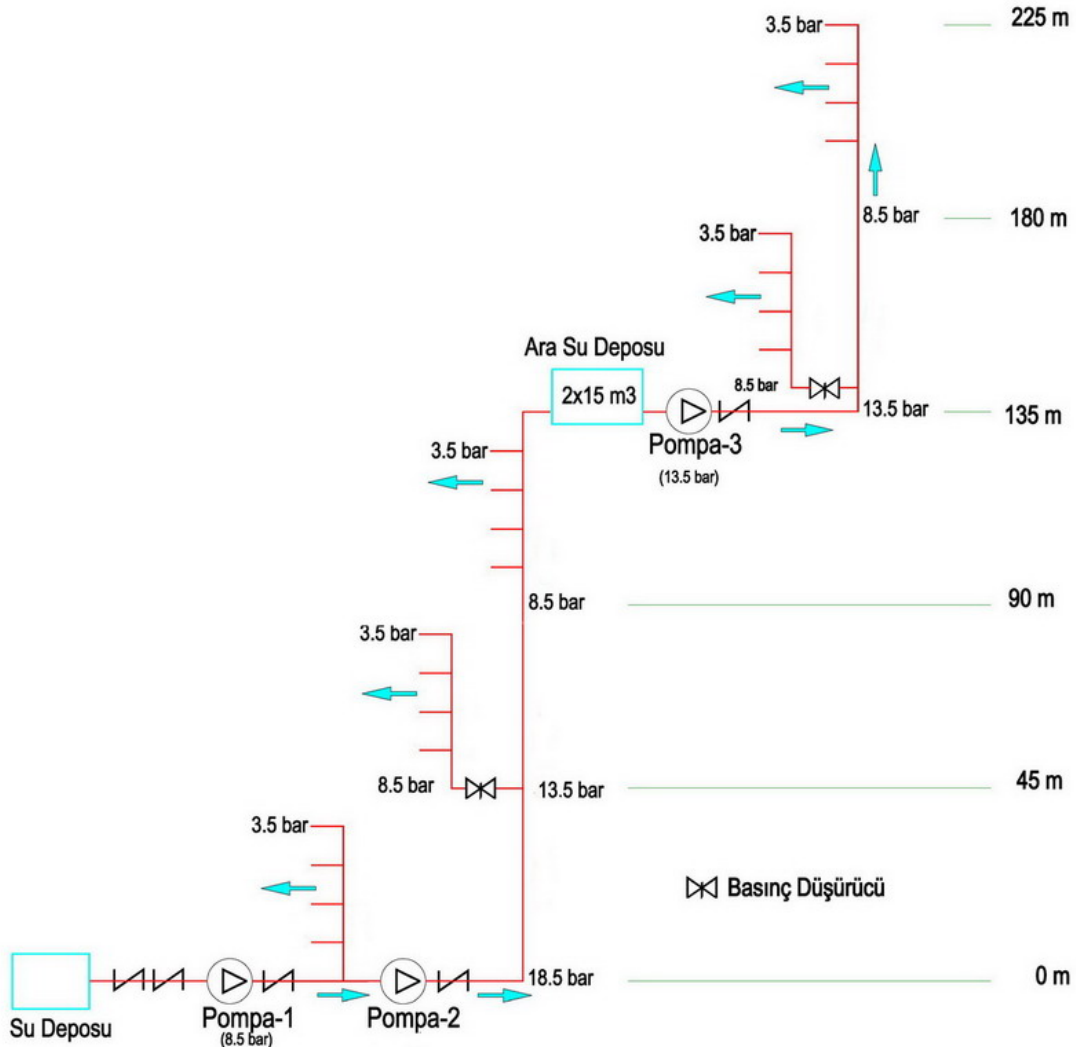 3.5 bar
225 m
8.5 bar
180 m
3.5 bar
Ara Su Deposu
2x15 m3
8.5 bar
13.5 bar
135 m
Pompa-3
(13.5 bar)
3.5 bar
8.5 bar
90 m
3.5 bar
8.5 bar
13.5 bar
45 m
3.5 bar
Basınç Düşürücü
18.5 bar
0 m
Su Deposu
Pompa-1
(8.5 bar)
Pompa-2